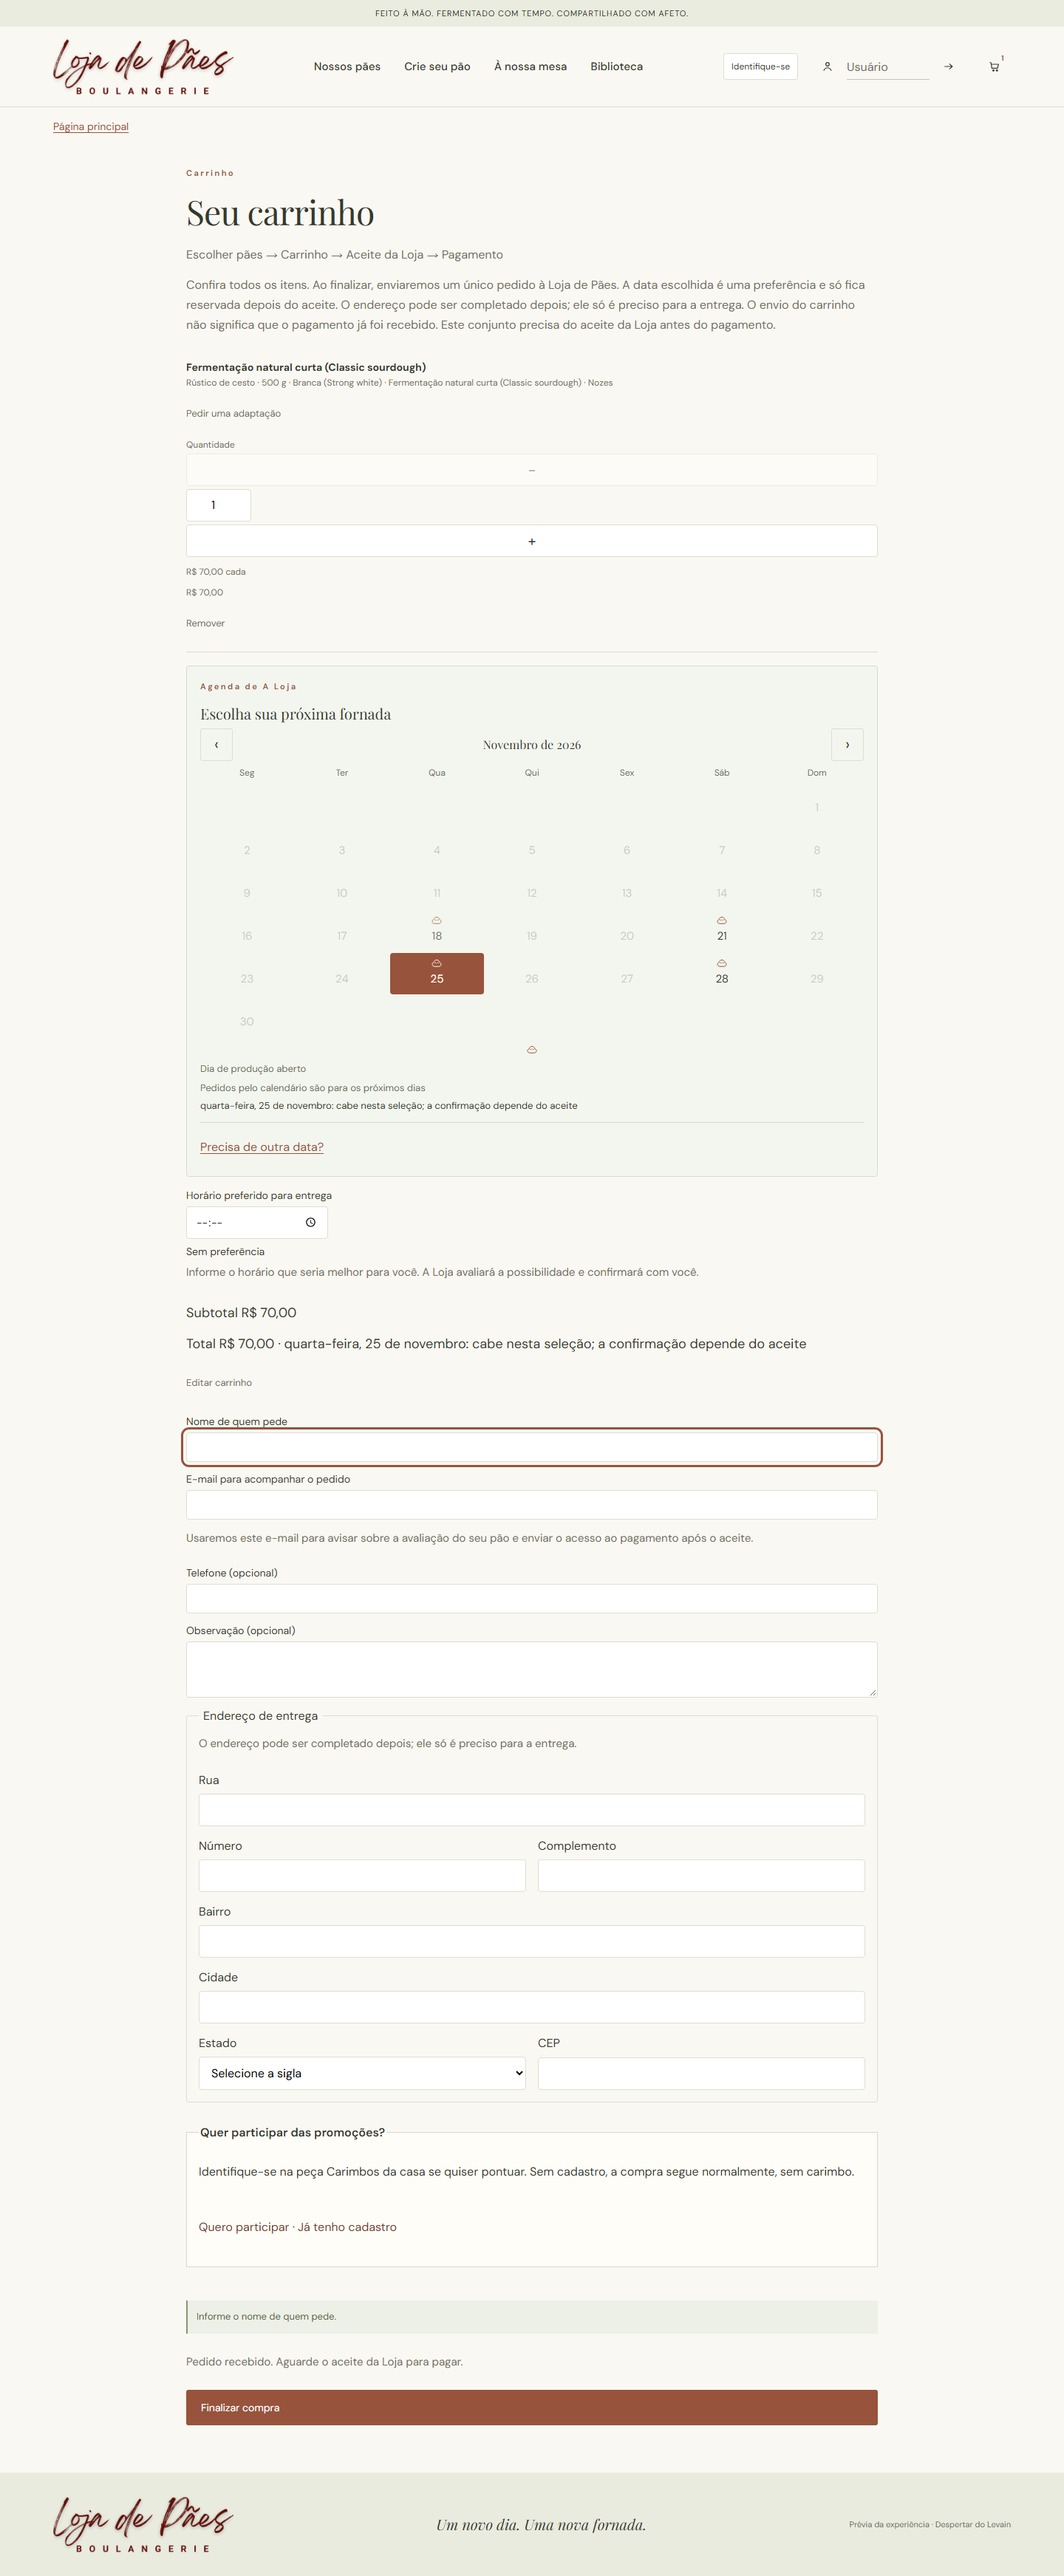 FEITO À MÃO. FERMENTADO COM TEMPO. COMPARTILHADO COM AFETO.
Loja de Pães
BOULANGERIE
Nossos pães
Crie seu pão
À nossa mesa
Biblioteca
Identifique-se
Usuário
1
Página principal
Carrinho
Seu carrinho
Escolher pães → Carrinho → Aceite da Loja → Pagamento
Confira todos os itens. Ao finalizar, enviaremos um único pedido à Loja de Pães. A data escolhida é uma preferência e só fica
reservada depois do aceite. O endereço pode ser completado depois; ele só é preciso para a entrega. O envio do carrinho
não significa que o pagamento já foi recebido. Este conjunto precisa do aceite da Loja antes do pagamento.
Fermentação natural curta (Classic sourdough)
Rústico de cesto · 500 g · Branca (Strong white) · Fermentação natural curta (Classic sourdough) · Nozes
Pedir uma adaptação
Quantidade
−
1
+
R$ 70,00 cada
R$ 70,00
Remover
Agenda de A Loja
Escolha sua próxima fornada
‹ Novembro de 2026 ›
Seg Ter Qua Qui Sex Sáb Dom
1
2 3 4 5 6 7 8
9 10 11 12 13 14 15
16 17 18 19 20 21 22
23 24 25 26 27 28 29
30
Dia de produção aberto
Pedidos pelo calendário são para os próximos dias
quarta-feira, 25 de novembro: cabe nesta seleção; a confirmação depende do aceite
Precisa de outra data?
Horário preferido para entrega
--:--
Sem preferência
Informe o horário que seria melhor para você. A Loja avaliará a possibilidade e confirmará com você.
Subtotal R$ 70,00
Total R$ 70,00 · quarta-feira, 25 de novembro: cabe nesta seleção; a confirmação depende do aceite
Editar carrinho
Nome de quem pede
E-mail para acompanhar o pedido
Usaremos este e-mail para avisar sobre a avaliação do seu pão e enviar o acesso ao pagamento após o aceite.
Telefone (opcional)
Observação (opcional)
Endereço de entrega
O endereço pode ser completado depois; ele só é preciso para a entrega.
Rua
Número Complemento
Bairro
Cidade
Estado CEP
Selecione a sigla
Quer participar das promoções?
Identifique-se na peça Carimbos da casa se quiser pontuar. Sem cadastro, a compra segue normalmente, sem carimbo.
Quero participar · Já tenho cadastro
Informe o nome de quem pede.
Pedido recebido. Aguarde o aceite da Loja para pagar.
Finalizar compra
Loja de Pães
BOULANGERIE
Um novo dia. Uma nova fornada.
Prévia da experiência · Despertar do Levain